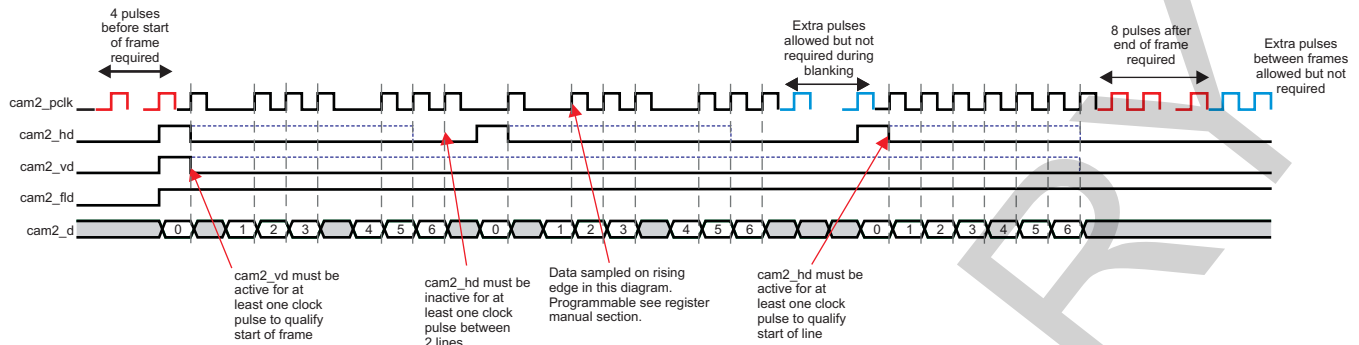 4 pulses
before start
of frame
required
Extra pulses
allowed but not
required during
blanking
8 pulses after
end of frame
required
Extra pulses
between frames
allowed but not
required
cam2_pclk
cam2_hd
cam2_vd
cam2_fld
cam2_d 0 1 2 3 4 5 6 0 1 2 3 4 5 6 0 1 2 3 4 5 6
cam2_vd must be
active for at
least one clock
pulse to qualify
start of frame
cam2_hd must be
inactive for at
least one clock
pulse between
2 lines
Data sampled on rising
edge in this diagram.
Programmable see register
manual section.
cam2_hd must be
active for at
least one clock
pulse to qualify
start of line
R Y